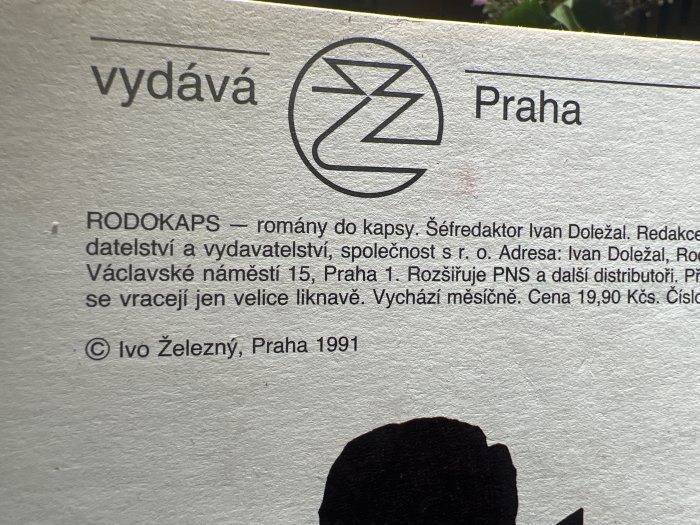 vydává Praha
RODOKAPS — romány do kapsy. Šéfredaktor Ivan Doležal. Redakce
datelství a vydavatelství, společnost s r. o. Adresa: Ivan Doležal, Ro
Václavské náměstí 15, Praha 1. Rozšiřuje PNS a další distributoři. Př
se vracejí jen velice liknavě. Vychází měsíčně. Cena 19,90 Kčs. Číslo
© Ivo Železný, Praha 1991